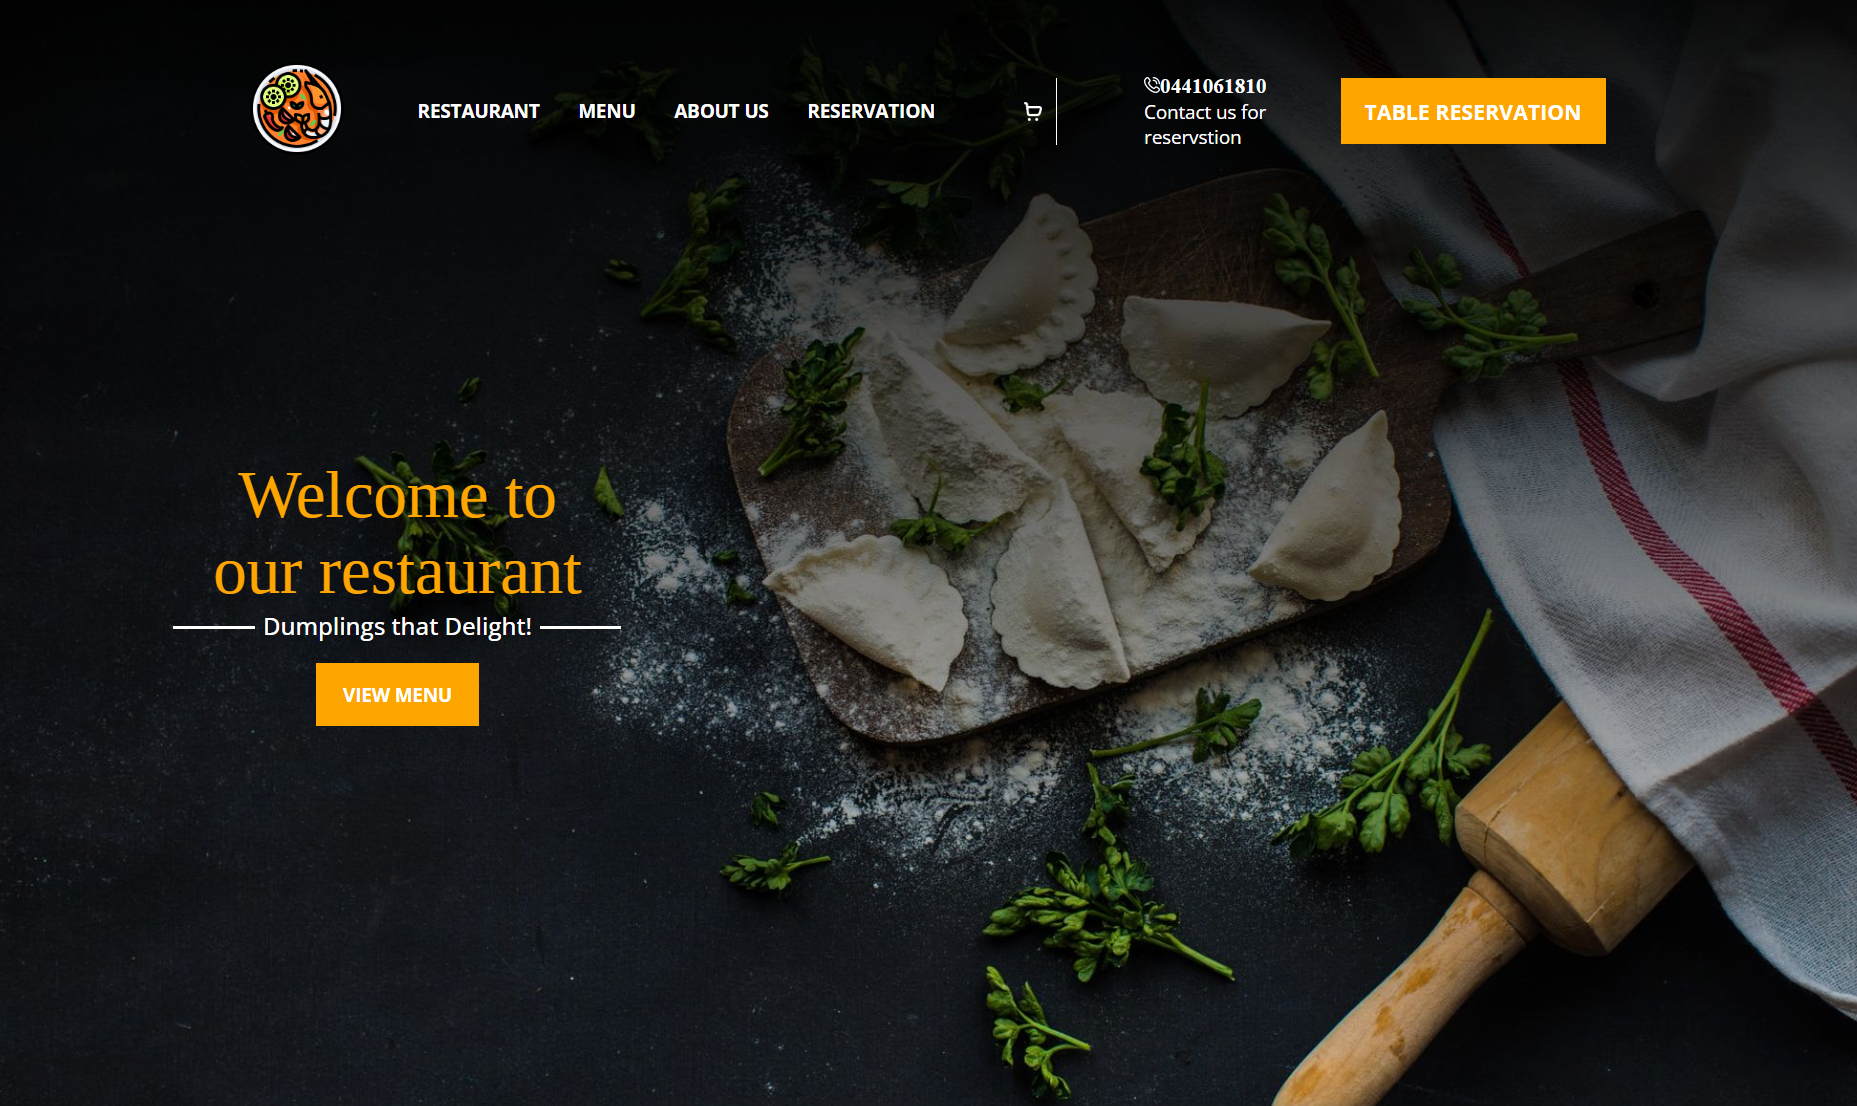 RESTAURANT MENU ABOUT US RESERVATION
0441061810
Contact us for
reservstion
TABLE RESERVATION
Welcome to
our restaurant
Dumplings that Delight!
VIEW MENU